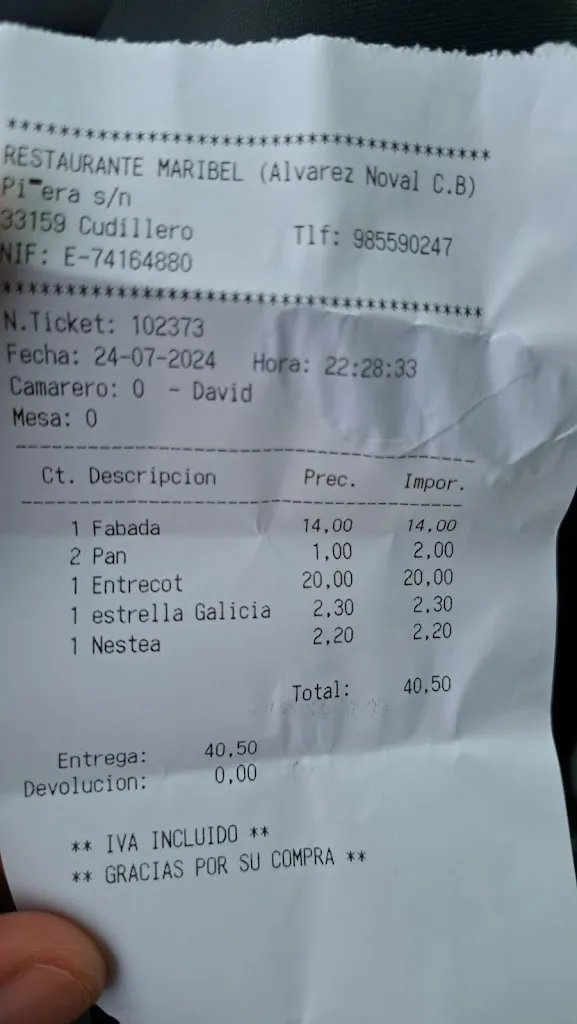 ****************************************
RESTAURANTE MARIBEL (Alvarez Noval C.B)
Pi¯era s/n
33159 Cudillero Tlf: 985590247
NIF: E-74164880
****************************************
N.Ticket: 102373
Fecha: 24-07-2024 Hora: 22:28:33
Camarero: 0 - David
Mesa: 0
----------------------------------------
Ct. Descripcion Prec. Impor.
----------------------------------------
1 Fabada 14,00 14,00
2 Pan 1,00 2,00
1 Entrecot 20,00 20,00
1 estrella Galicia 2,30 2,30
1 Nestea 2,20 2,20
Total: 40,50
Entrega: 40,50
Devolucion: 0,00
** IVA INCLUIDO **
** GRACIAS POR SU COMPRA **